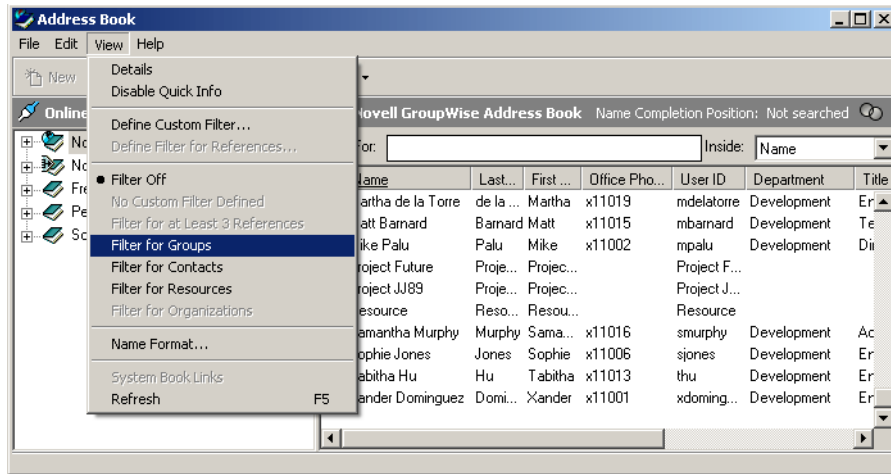 Address Book
File Edit View Help
New
Details
Disable Quick Info
Define Custom Filter...
Define Filter for References...
Filter Off
No Custom Filter Defined
Filter for at Least 3 References
Filter for Groups
Filter for Contacts
Filter for Resources
Filter for Organizations
Name Format...
System Book Links
Refresh F5
Online
Novell GroupWise Address Book Name Completion Position: Not searched
For: Inside: Name
Name Last... First ... Office Pho... User ID Department Title
artha de la Torre de la ... Martha x11019 mdelatorre Development Er
att Barnard Barnard Matt x11015 mbarnard Development Te
ike Palu Palu Mike x11002 mpalu Development Dir
roject Future Proje... Projec... Project F...
roject JJ89 Proje... Projec... Project J...
esource Reso... Resou... Resource
amantha Murphy Murphy Sama... x11016 smurphy Development Ac
ophie Jones Jones Sophie x11006 sjones Development Er
abitha Hu Hu Tabitha x11013 thu Development Er
ander Dominguez Domi... Xander x11001 xdoming... Development Er